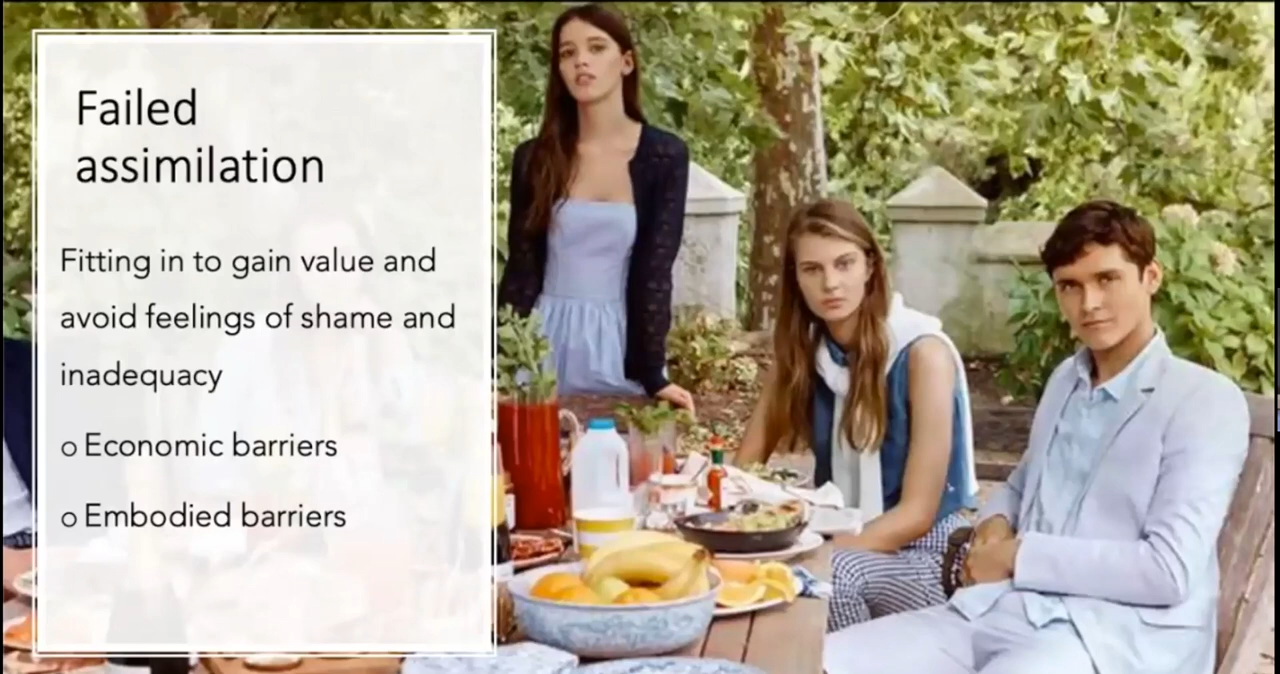 Failed
assimilation
Fitting in to gain value and
avoid feelings of shame and
inadequacy
o Economic barriers
o Embodied barriers